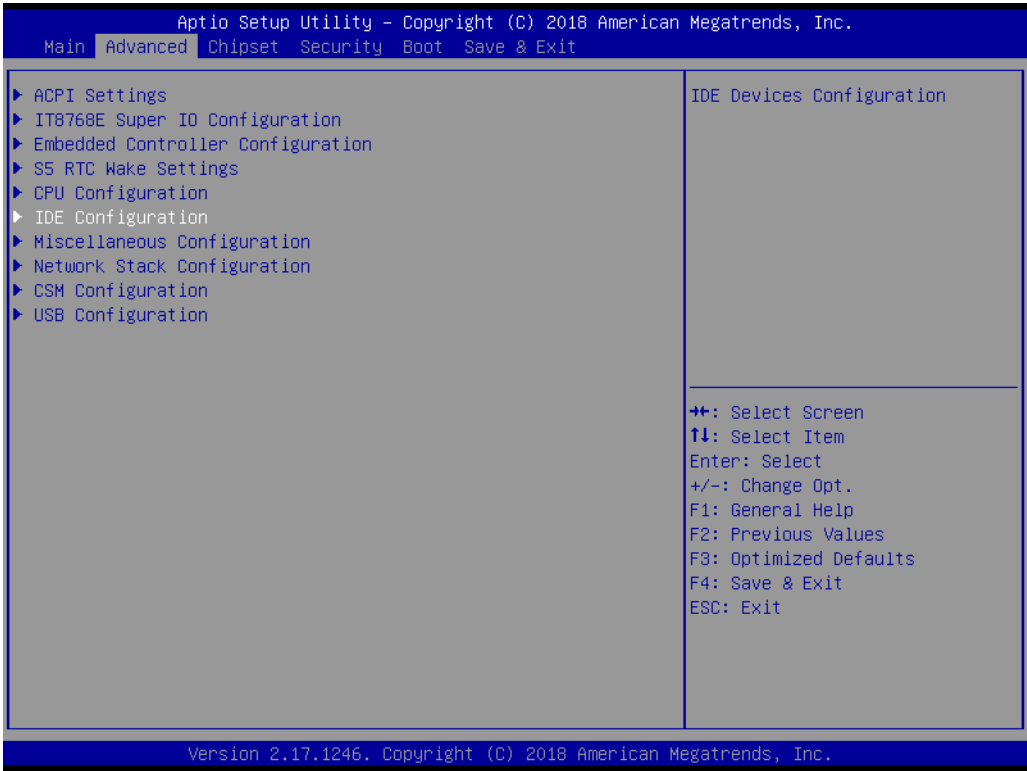 Aptio Setup Utility – Copyright (C) 2018 American Megatrends, Inc.
Main Advanced Chipset Security Boot Save & Exit
ACPI Settings
IT8768E Super IO Configuration
Embedded Controller Configuration
S5 RTC Wake Settings
CPU Configuration
IDE Configuration
Miscellaneous Configuration
Network Stack Configuration
CSM Configuration
USB Configuration
IDE Devices Configuration
→←: Select Screen
↑↓: Select Item
Enter: Select
+/-: Change Opt.
F1: General Help
F2: Previous Values
F3: Optimized Defaults
F4: Save & Exit
ESC: Exit
Version 2.17.1246. Copyright (C) 2018 American Megatrends, Inc.